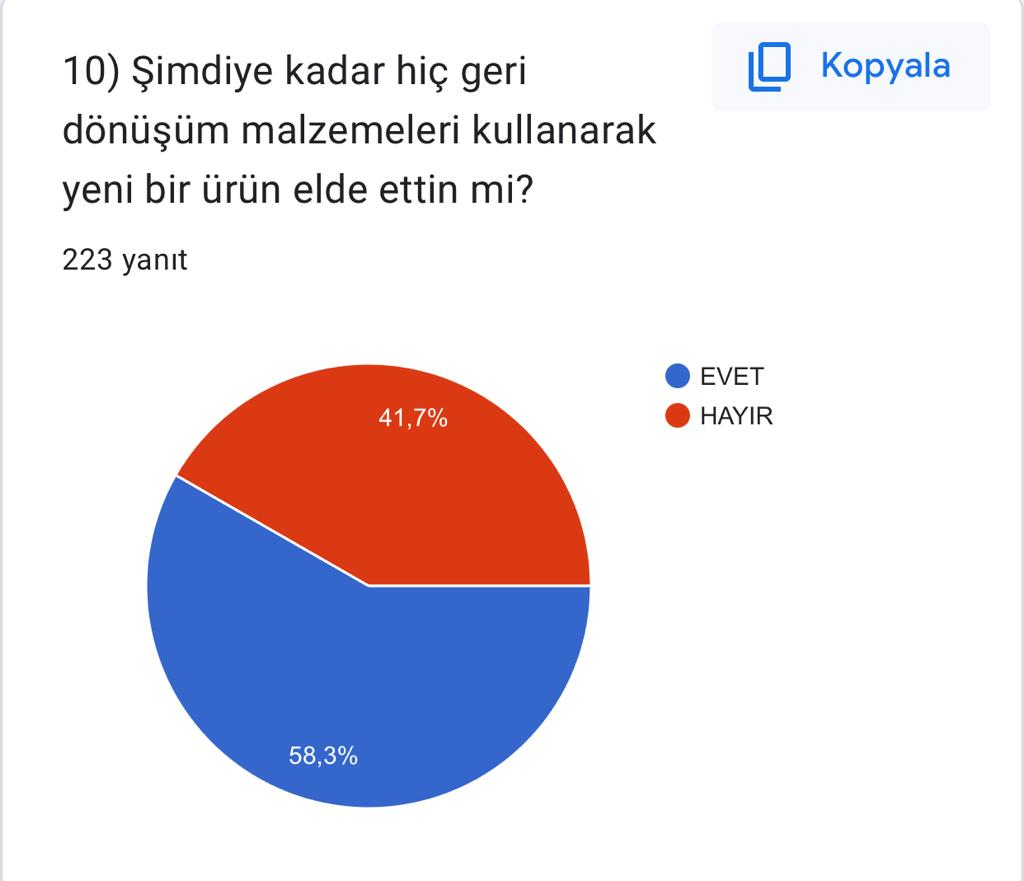 10) Şimdiye kadar hiç geri
dönüşüm malzemeleri kullanarak
yeni bir ürün elde ettin mi?
Kopyala
223 yanıt
EVET
HAYIR
41,7%
58,3%